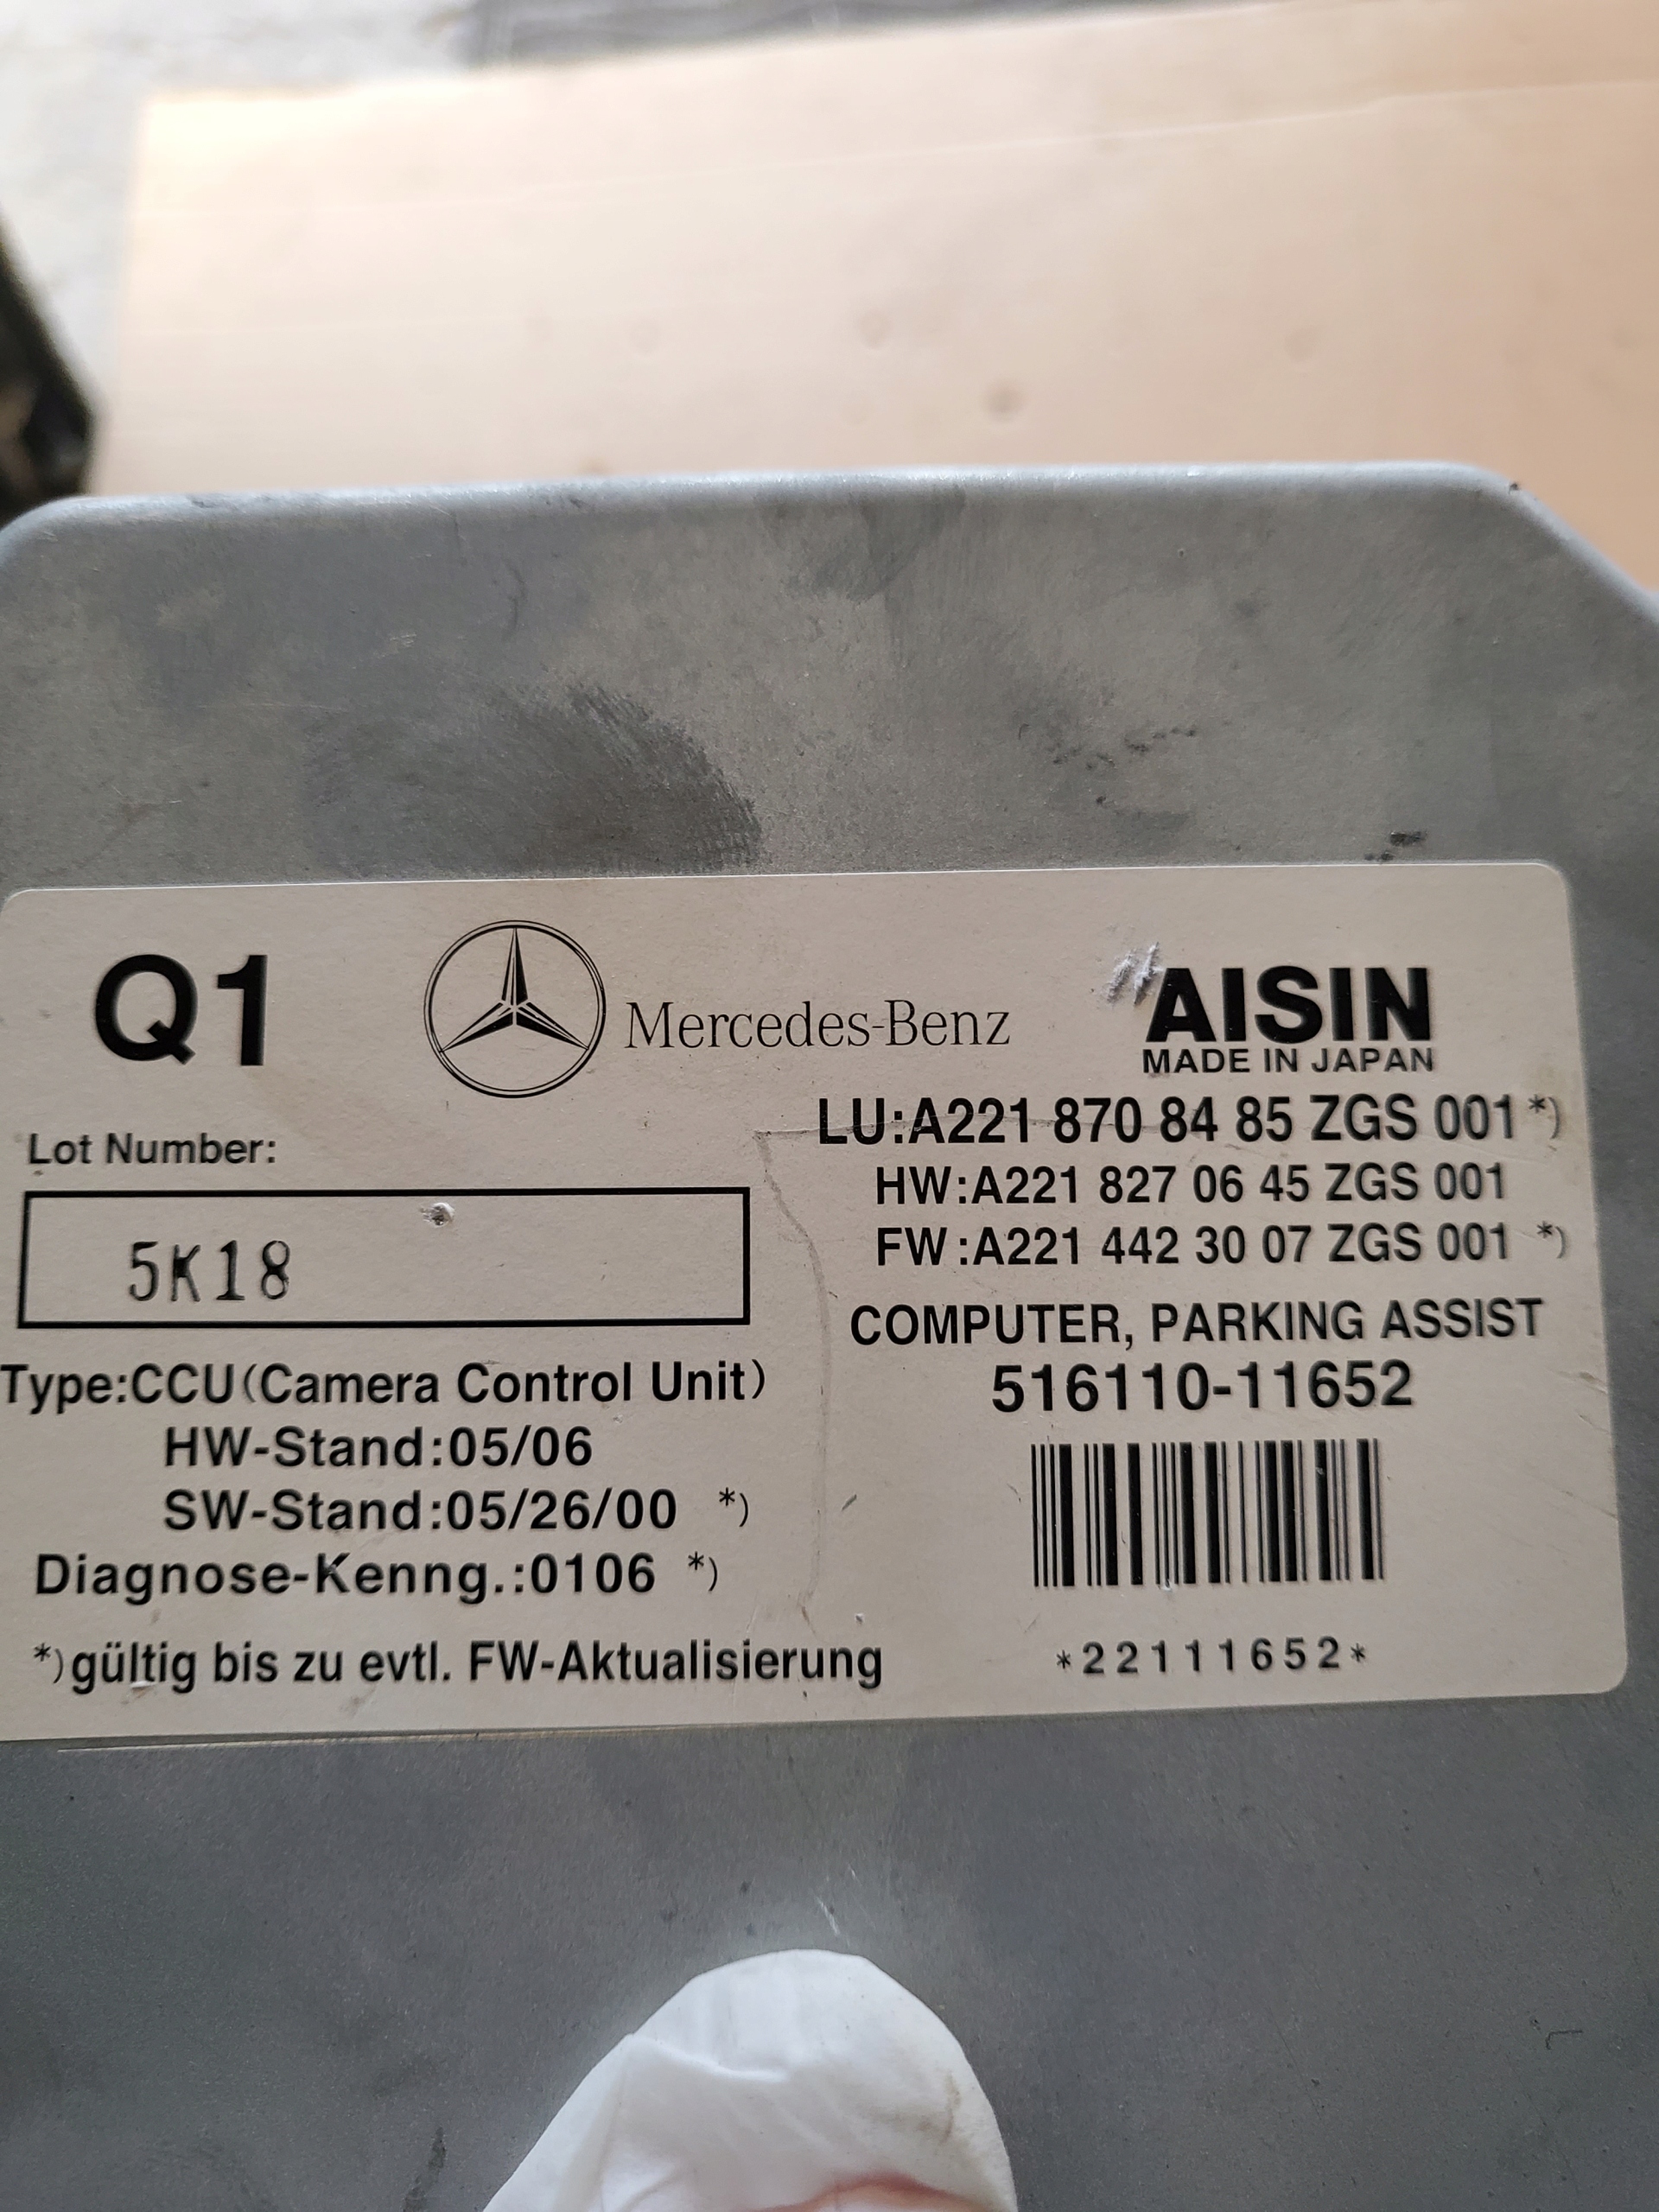 Q1
Mercedes-Benz
AISIN
MADE IN JAPAN
LU:A221 870 84 85 ZGS 001 *)
HW:A221 827 06 45 ZGS 001
FW:A221 442 30 07 ZGS 001 *)
Lot Number:
5K18
COMPUTER, PARKING ASSIST
516110-11652
Type:CCU(Camera Control Unit)
HW-Stand:05/06
SW-Stand:05/26/00 *)
Diagnose-Kenng.:0106 *)
*)gültig bis zu evtl. FW-Aktualisierung
*22111652*